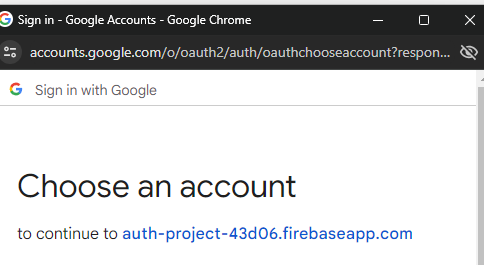 Sign in - Google Accounts - Google Chrome
accounts.google.com/o/oauth2/auth/oauthchooseaccount?respon...
Sign in with Google
Choose an account
to continue to auth-project-43d06.firebaseapp.com